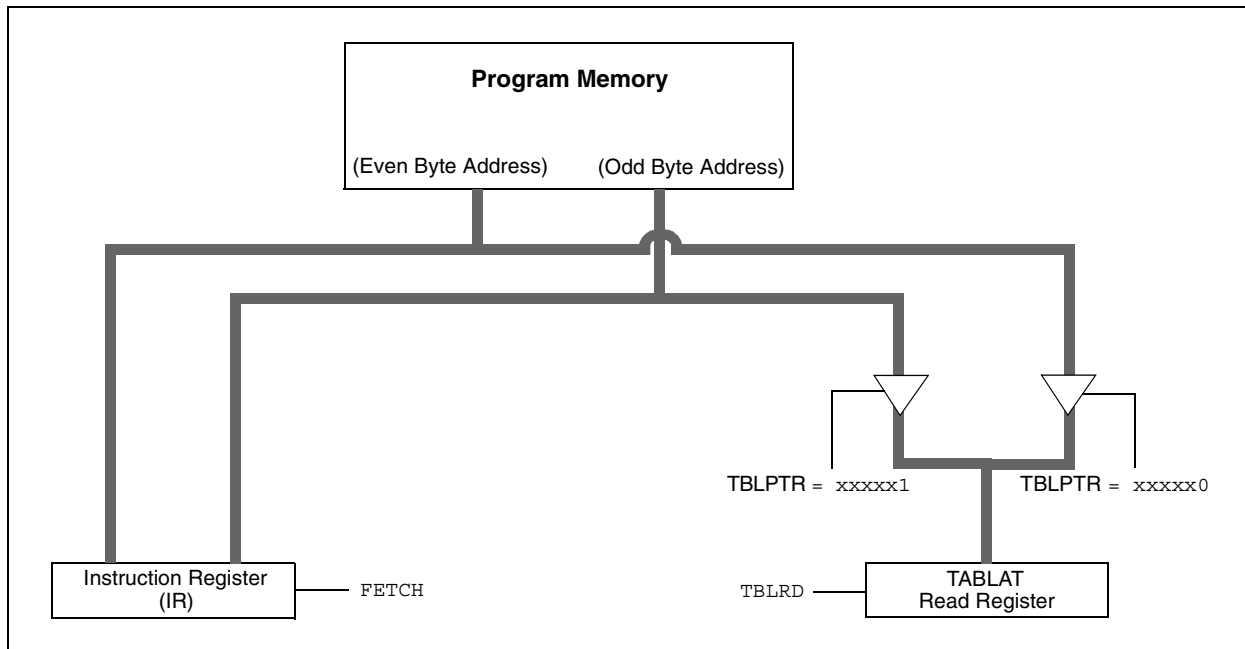 Program Memory
(Even Byte Address) (Odd Byte Address)
TBLPTR = xxxxx1 TBLPTR = xxxxx0
Instruction Register
(IR)
FETCH
TBLRD
TABLAT
Read Register